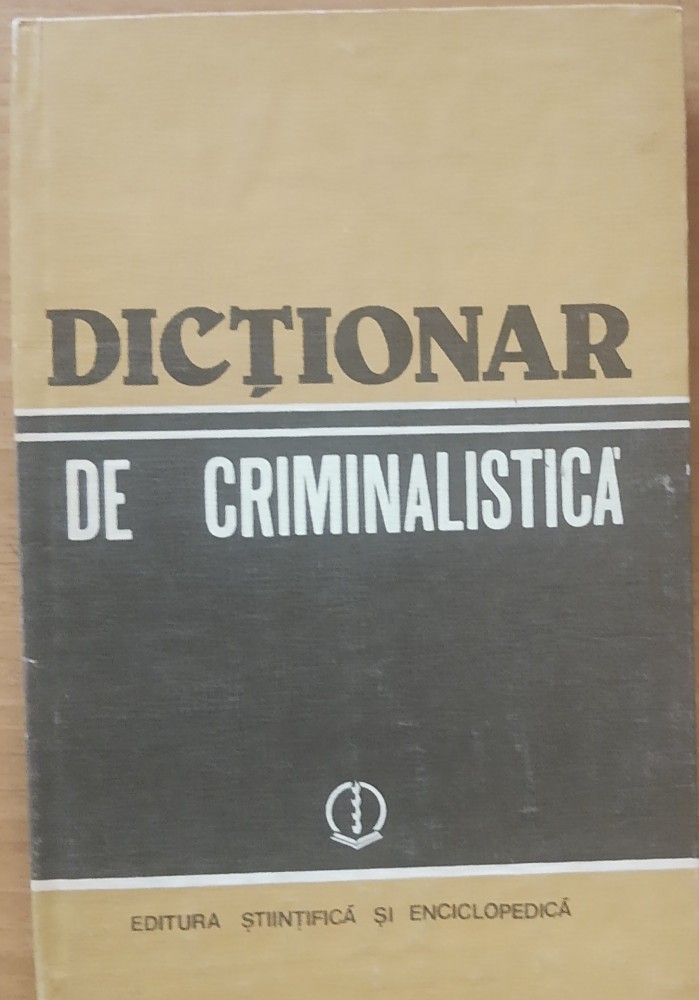 DICȚIONAR
DE CRIMINALISTICĂ
EDITURA ȘTIINȚIFICĂ ȘI ENCICLOPEDICĂ